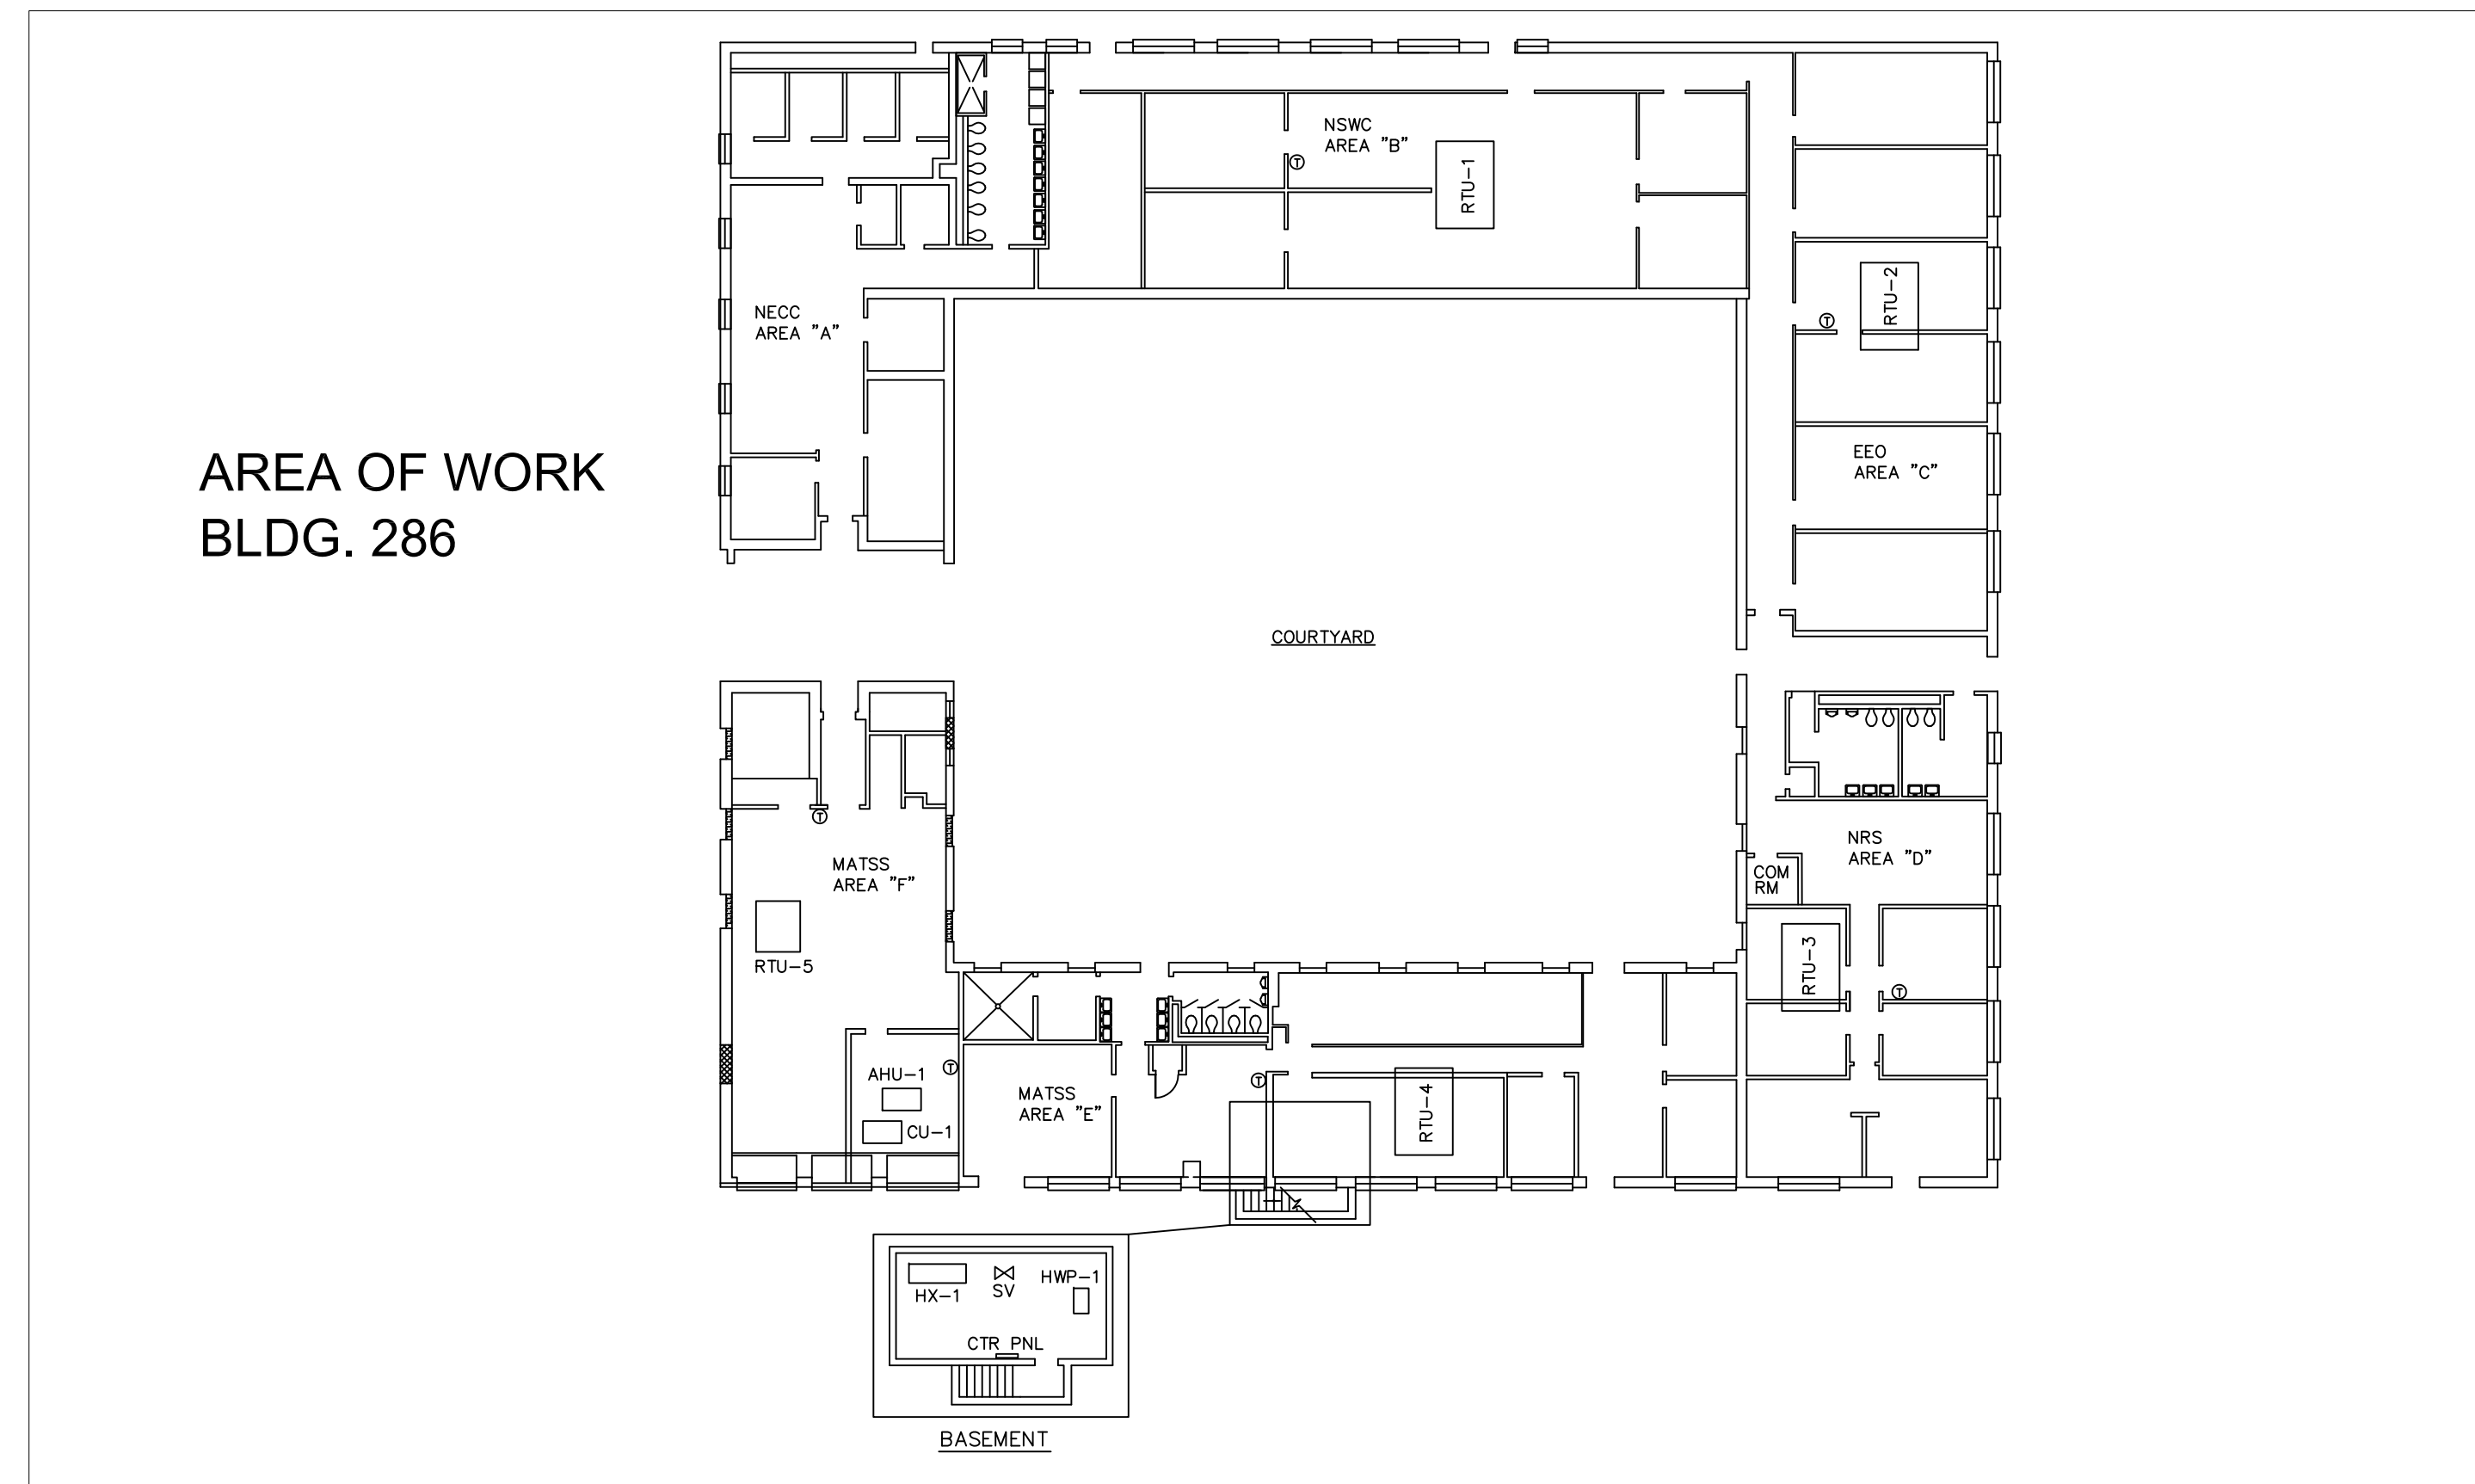 AREA OF WORK
BLDG. 286
NSWC
AREA "B"
T
RTU-1
NECC
AREA "A"
RTU-2
T
EEO
AREA "C"
COURTYARD
T
MATSS
AREA "F"
RTU-5
NRS
AREA "D"
COM
RM
RTU-3
T
AHU-1
T
CU-1
MATSS
AREA "E"
T
RTU-4
HX-1
SV
HWP-1
CTR PNL
BASEMENT